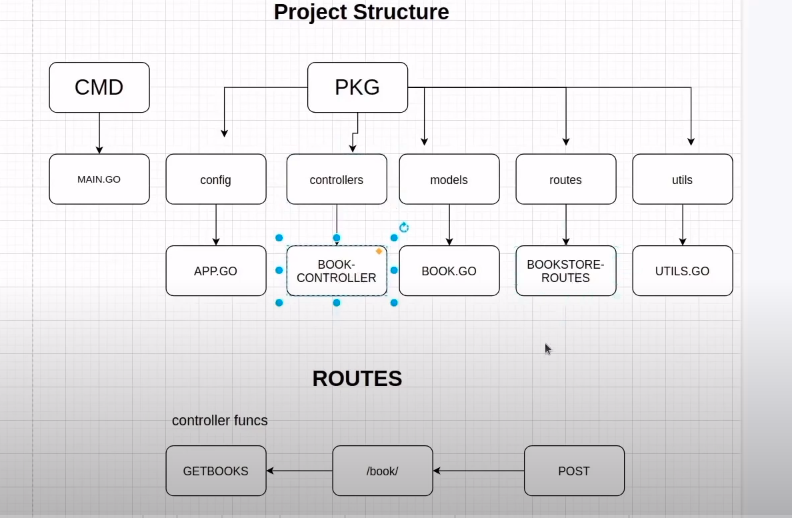 Project Structure
CMD
PKG
MAIN.GO
config
controllers
models
routes
utils
APP.GO
BOOK-
CONTROLLER
BOOK.GO
BOOKSTORE-
ROUTES
UTILS.GO
ROUTES
controller funcs
GETBOOKS
/book/
POST